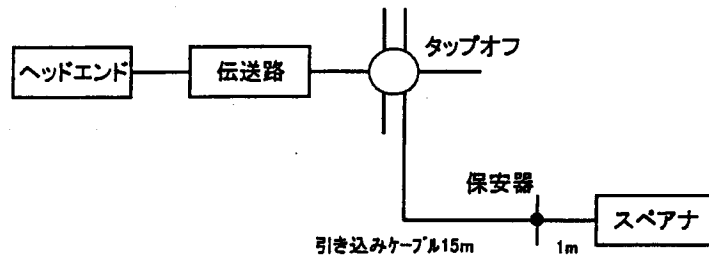 ヘッドエンド
伝送路
タップオフ
保安器
スペアナ
引き込みケーブル15m
1m